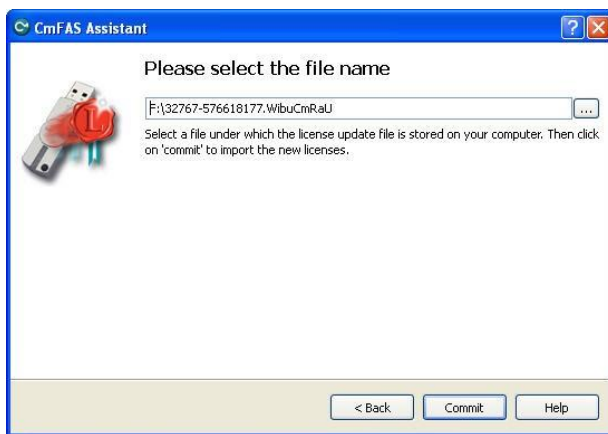 CmFAS Assistant
Please select the file name
F:\32767-576618177.WibuCmRaU
...
Select a file under which the license update file is stored on your computer. Then click
on 'commit' to import the new licenses.
L
< Back
Commit
Help